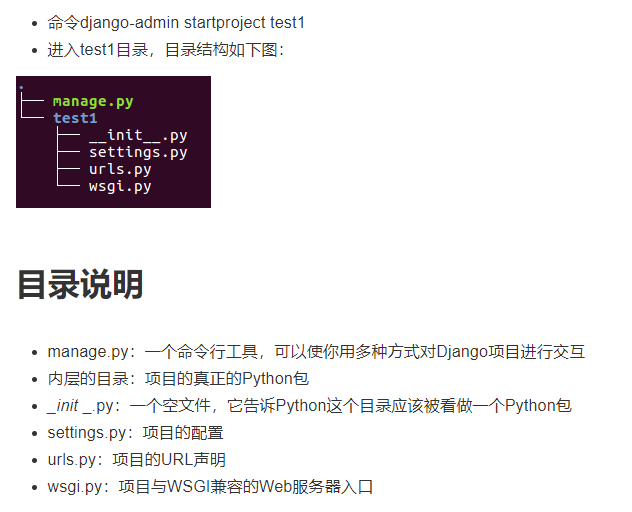 命令django-admin startproject test1
进入test1目录，目录结构如下图：
.
├── manage.py
└── test1
    ├── __init__.py
    ├── settings.py
    ├── urls.py
    └── wsgi.py
目录说明
manage.py：一个命令行工具，可以使你用多种方式对Django项目进行交互
内层的目录：项目的真正的Python包
_init _.py：一个空文件，它告诉Python这个目录应该被看做一个Python包
settings.py：项目的配置
urls.py：项目的URL声明
wsgi.py：项目与WSGI兼容的Web服务器入口